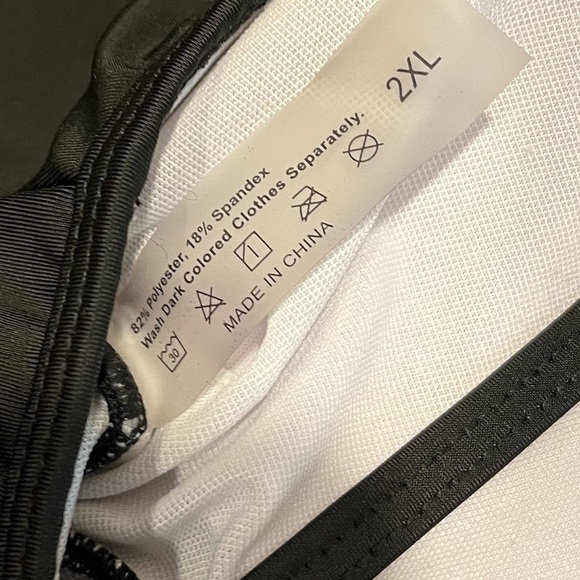 2XL
82% Polyester, 18% Spandex
Wash Dark Colored Clothes Separately.
30
MADE IN CHINA